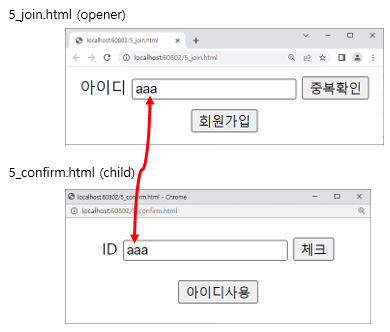 5_join.html (opener)
localhost:60802/5_join.html
localhost:60802/5_join.html
아이디 aaa 중복확인
회원가입
5_confirm.html (child)
localhost:60802/5_confirm.html - Chrome
localhost:60802/5_confirm.html
ID aaa 체크
아이디사용